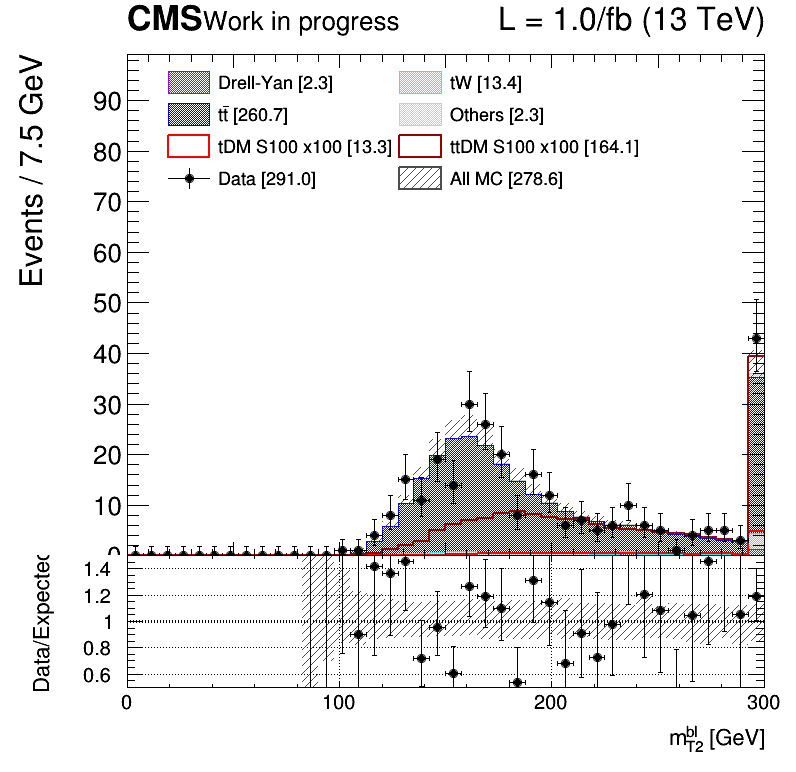 CMS Work in progress L = 1.0/fb (13 TeV)
Events / 7.5 GeV
Drell-Yan [2.3] tW [13.4]
tt̄ [260.7] Others [2.3]
tDM S100 x100 [13.3] ttDM S100 x100 [164.1]
Data [291.0] All MC [278.6]
90
80
70
60
50
40
30
20
10
0
Data/Expected
1.4
1.2
1
0.8
0.6
0 100 200 300
m_{T2}^{bl} [GeV]